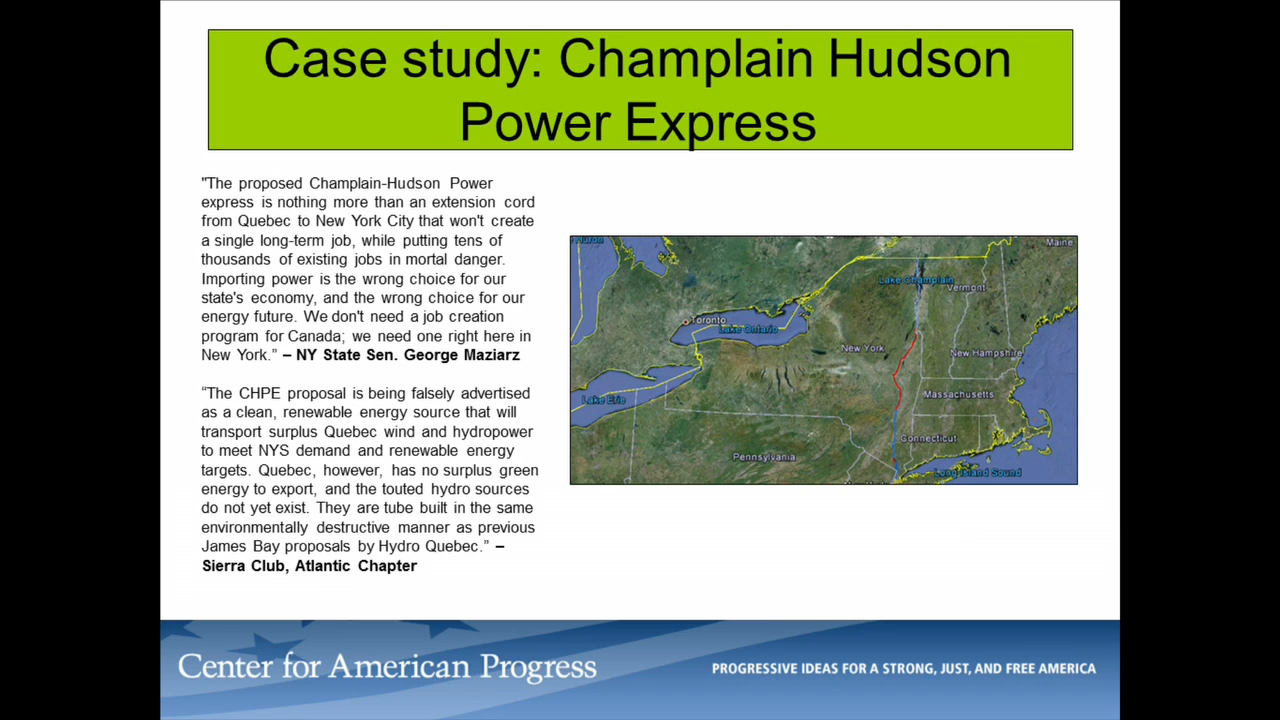 Case study: Champlain Hudson
Power Express
"The proposed Champlain-Hudson Power
express is nothing more than an extension cord
from Quebec to New York City that won't create
a single long-term job, while putting tens of
thousands of existing jobs in mortal danger.
Importing power is the wrong choice for our
state's economy, and the wrong choice for our
energy future. We don't need a job creation
program for Canada; we need one right here in
New York.” – NY State Sen. George Maziarz
“The CHPE proposal is being falsely advertised
as a clean, renewable energy source that will
transport surplus Quebec wind and hydropower
to meet NYS demand and renewable energy
targets. Quebec, however, has no surplus green
energy to export, and the touted hydro sources
do not yet exist. They are tube built in the same
environmentally destructive manner as previous
James Bay proposals by Hydro Quebec.” –
Sierra Club, Atlantic Chapter
Huron
Maine
Lake Champlain
Vermont
Toronto
Lake Ontario
New York
New Hampshire
Lake Erie
Massachusetts
Connecticut
Pennsylvania
Long Island Sound
Center for American Progress
PROGRESSIVE IDEAS FOR A STRONG, JUST, AND FREE AMERICA